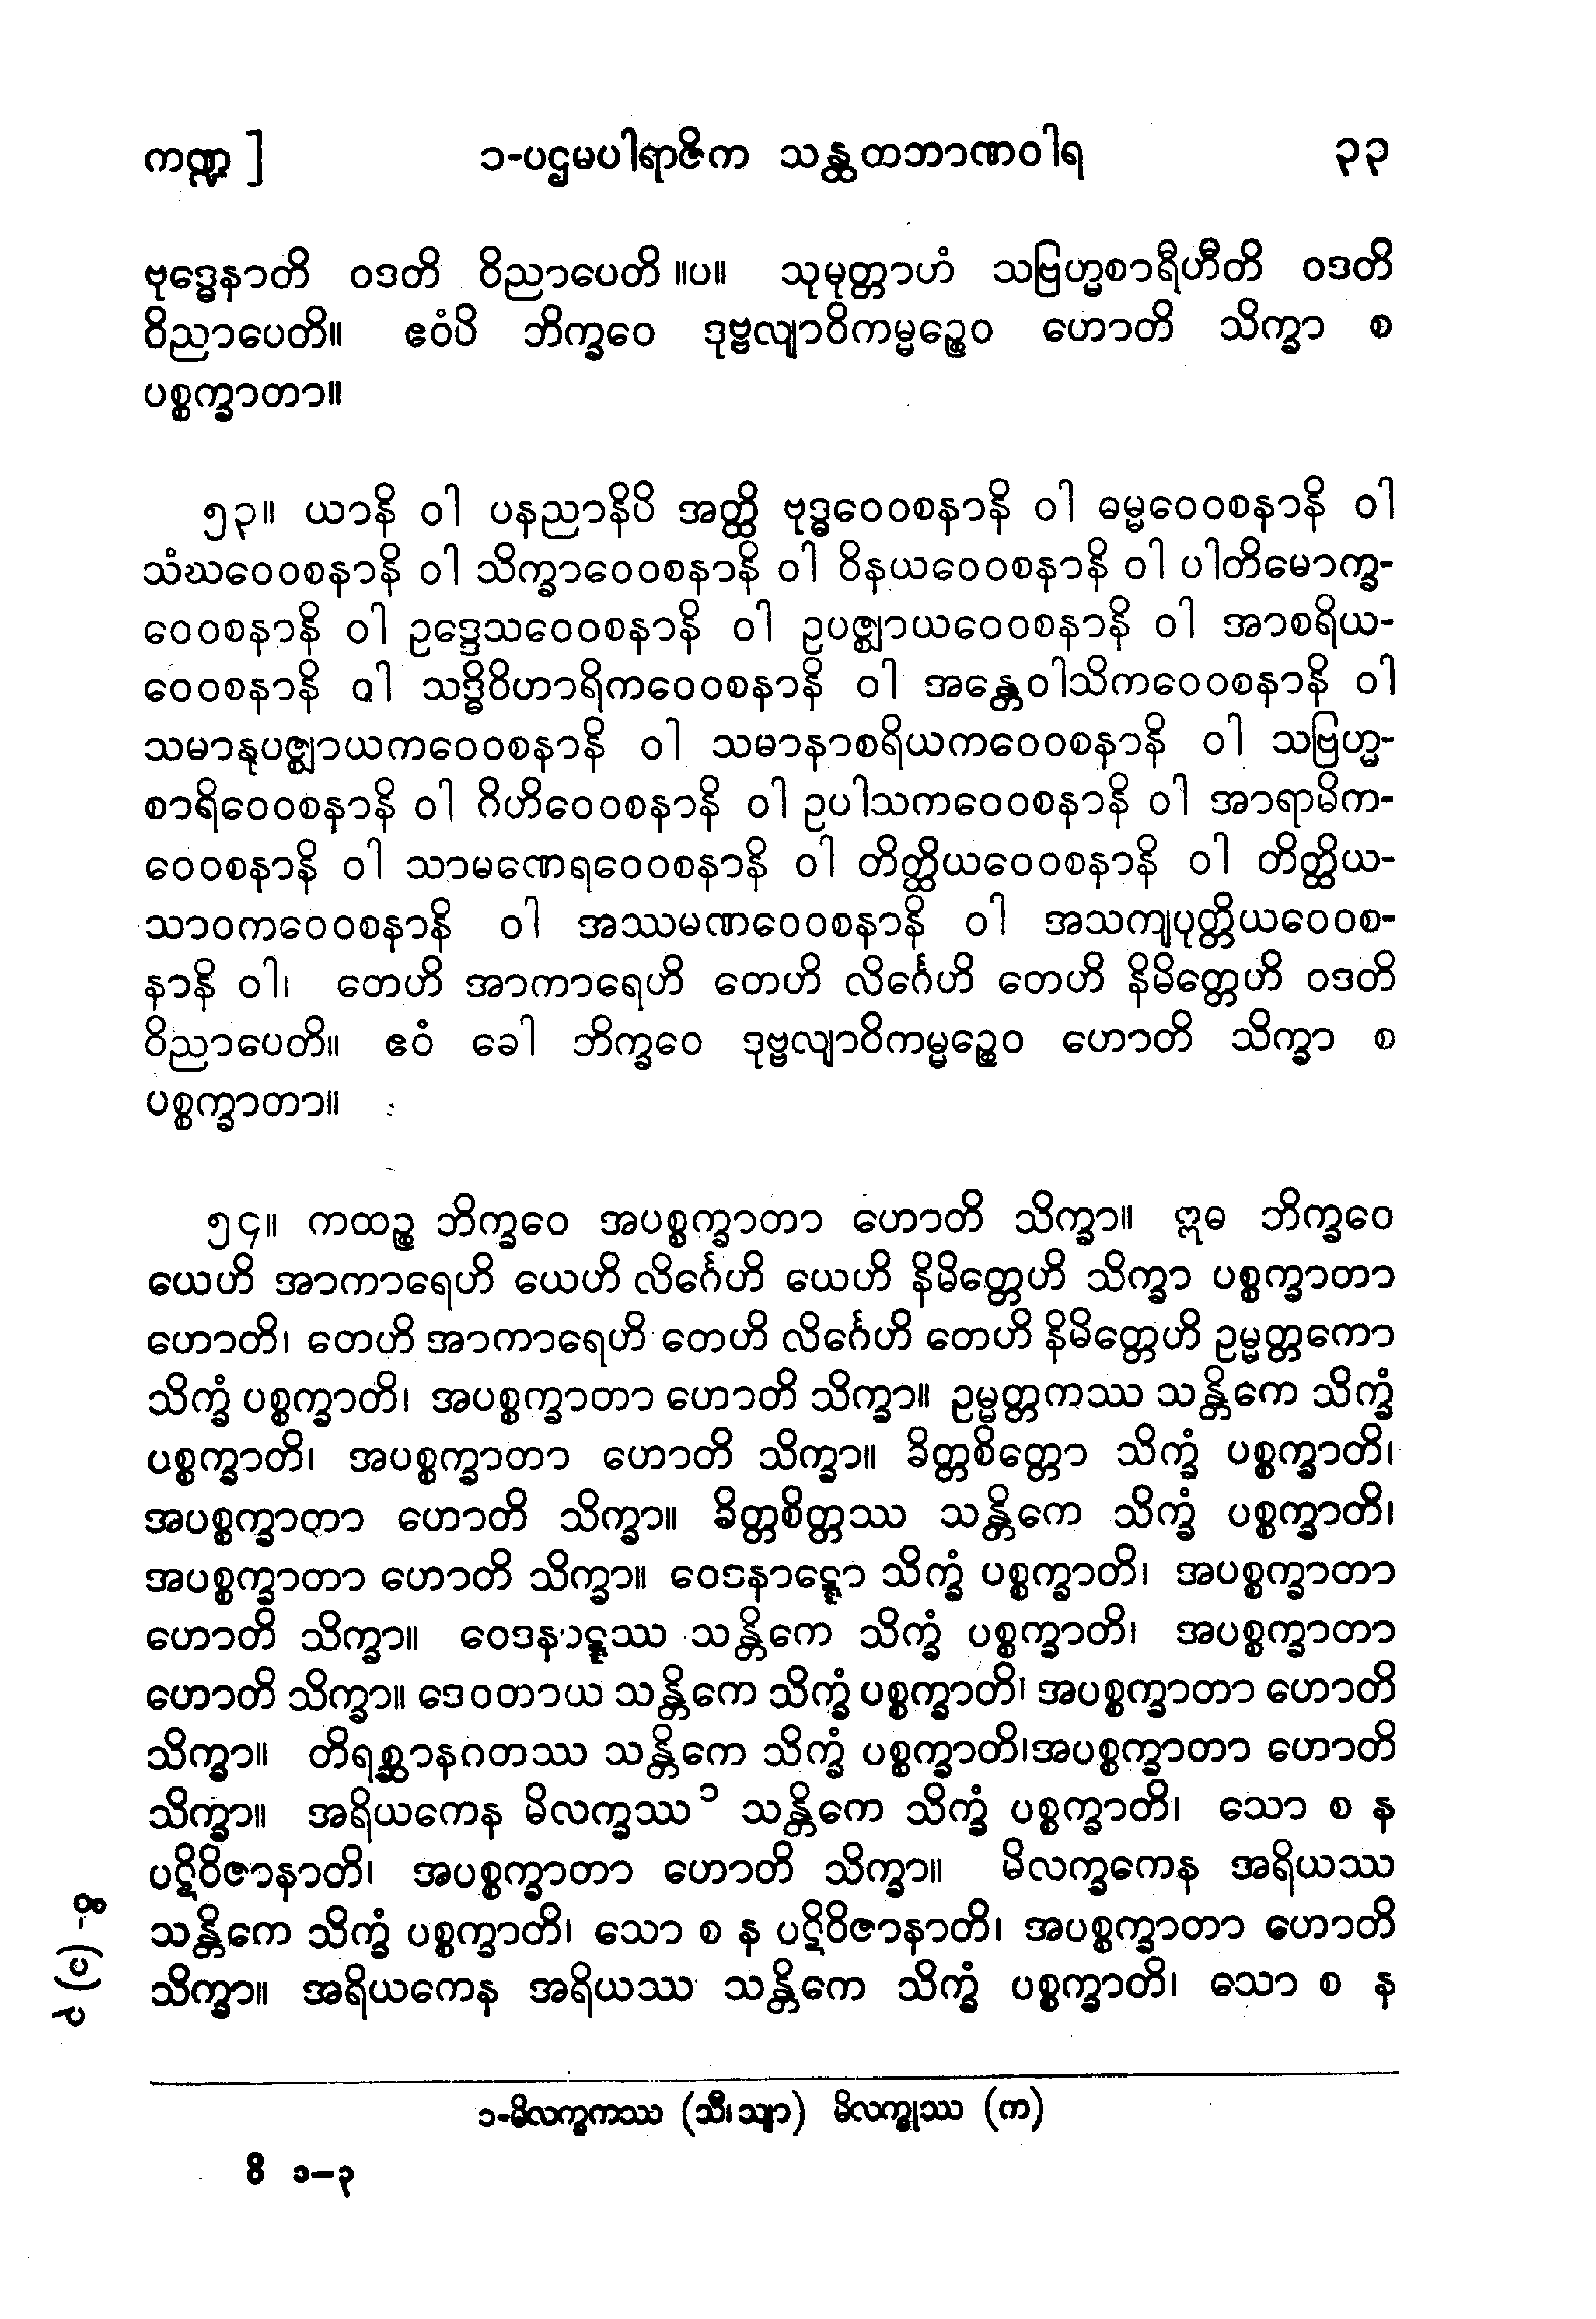 ကဏ္ဍ ] ၁-ပဌမပါရာဇိက သန္ထတဘာဏဝါရ ၃၃
ဗုဒ္ဓေနာတိ ဝဒတိ ဝိညာပေတိ ။ပ။ သုမုတ္တာဟံ သဗြဟ္မစာရီဟီတိ ဝဒတိ
ဝိညာပေတိ။ ဧဝံပိ ဘိက္ခဝေ ဒုဗ္ဗလျာဝိကမ္မဉ္စေဝ ဟောတိ သိက္ခာ စ
ပစ္စက္ခာတာ။
၅၃။ ယာနိ ဝါ ပနညာနိပိ အတ္ထိ ဗုဒ္ဓဝေဝစနာနိ ဝါ ဓမ္မဝေဝစနာနိ ဝါ
သံဃဝေဝစနာနိ ဝါ သိက္ခာဝေဝစနာနိ ဝါ ဝိနယဝေဝစနာနိ ဝါ ပါတိမောက္ခ-
ဝေဝစနာနိ ဝါ ဥဒ္ဒေသဝေဝစနာနိ ဝါ ဥပဇ္ဈာယဝေဝစနာနိ ဝါ အာစရိယ-
ဝေဝစနာနိ ဝါ သဒ္ဓိဝိဟာရိကဝေဝစနာနိ ဝါ အန္တေဝါသိကဝေဝစနာနိ ဝါ
သမာနုပဇ္ဈာယကဝေဝစနာနိ ဝါ သမာနာစရိယကဝေဝစနာနိ ဝါ သဗြဟ္မ-
စာရိဝေဝစနာနိ ဝါ ဂိဟိဝေဝစနာနိ ဝါ ဥပါသကဝေဝစနာနိ ဝါ အာရာမိက-
ဝေဝစနာနိ ဝါ သာမဏေရဝေဝစနာနိ ဝါ တိတ္ထိယဝေဝစနာနိ ဝါ တိတ္ထိယ-
သာဝကဝေဝစနာနိ ဝါ အဿမဏဝေဝစနာနိ ဝါ အသကျပုတ္တိယဝေဝစ-
နာနိ ဝါ၊ တေဟိ အာကာရေဟိ တေဟိ လိင်္ဂေဟိ တေဟိ နိမိတ္တေဟိ ဝဒတိ
ဝိညာပေတိ။ ဧဝံ ခေါ ဘိက္ခဝေ ဒုဗ္ဗလျာဝိကမ္မဉ္စေဝ ဟောတိ သိက္ခာ စ
ပစ္စက္ခာတာ။
၅၄။ ကထဉ္စ ဘိက္ခဝေ အပစ္စက္ခာတာ ဟောတိ သိက္ခာ။ ဣဓ ဘိက္ခဝေ
ယေဟိ အာကာရေဟိ ယေဟိ လိင်္ဂေဟိ ယေဟိ နိမိတ္တေဟိ သိက္ခာ ပစ္စက္ခာတာ
ဟောတိ၊ တေဟိ အာကာရေဟိ တေဟိ လိင်္ဂေဟိ တေဟိ နိမိတ္တေဟိ ဥမ္မတ္တကော
သိက္ခံ ပစ္စက္ခာတိ၊ အပစ္စက္ခာတာ ဟောတိ သိက္ခာ။ ဥမ္မတ္တကဿ သန္တိကေ သိက္ခံ
ပစ္စက္ခာတိ၊ အပစ္စက္ခာတာ ဟောတိ သိက္ခာ။ ခိတ္တစိတ္တော သိက္ခံ ပစ္စက္ခာတိ၊
အပစ္စက္ခာတာ ဟောတိ သိက္ခာ။ ခိတ္တစိတ္တဿ သန္တိကေ သိက္ခံ ပစ္စက္ခာတိ၊
အပစ္စက္ခာတာ ဟောတိ သိက္ခာ။ ဝေဒနာဋ္ဋော သိက္ခံ ပစ္စက္ခာတိ၊ အပစ္စက္ခာတာ
ဟောတိ သိက္ခာ။ ဝေဒနာဋ္ဋဿ သန္တိကေ သိက္ခံ ပစ္စက္ခာတိ၊ အပစ္စက္ခာတာ
ဟောတိ သိက္ခာ။ ဒေဝတာယ သန္တိကေ သိက္ခံ ပစ္စက္ခာတိ၊ အပစ္စက္ခာတာ ဟောတိ
သိက္ခာ။ တိရစ္ဆာနဂတဿ သန္တိကေ သိက္ခံ ပစ္စက္ခာတိ၊အပစ္စက္ခာတာ ဟောတိ
သိက္ခာ။ အရိယကေန မိလက္ခဿ၁ သန္တိကေ သိက္ခံ ပစ္စက္ခာတိ၊ သော စ န
ပဋိဝိဇာနာတိ၊ အပစ္စက္ခာတာ ဟောတိ သိက္ခာ။ မိလက္ခကေန အရိယဿ
သန္တိကေ သိက္ခံ ပစ္စက္ခာတိ၊ သော စ န ပဋိဝိဇာနာတိ၊ အပစ္စက္ခာတာ ဟောတိ
သိက္ခာ။ အရိယကေန အရိယဿ သန္တိကေ သိက္ခံ ပစ္စက္ခာတိ၊ သော စ န
၁-မိလက္ခကဿ (သီ၊ သျာ) မိလက္ခုဿ (က)
ဝိ ၁–၃